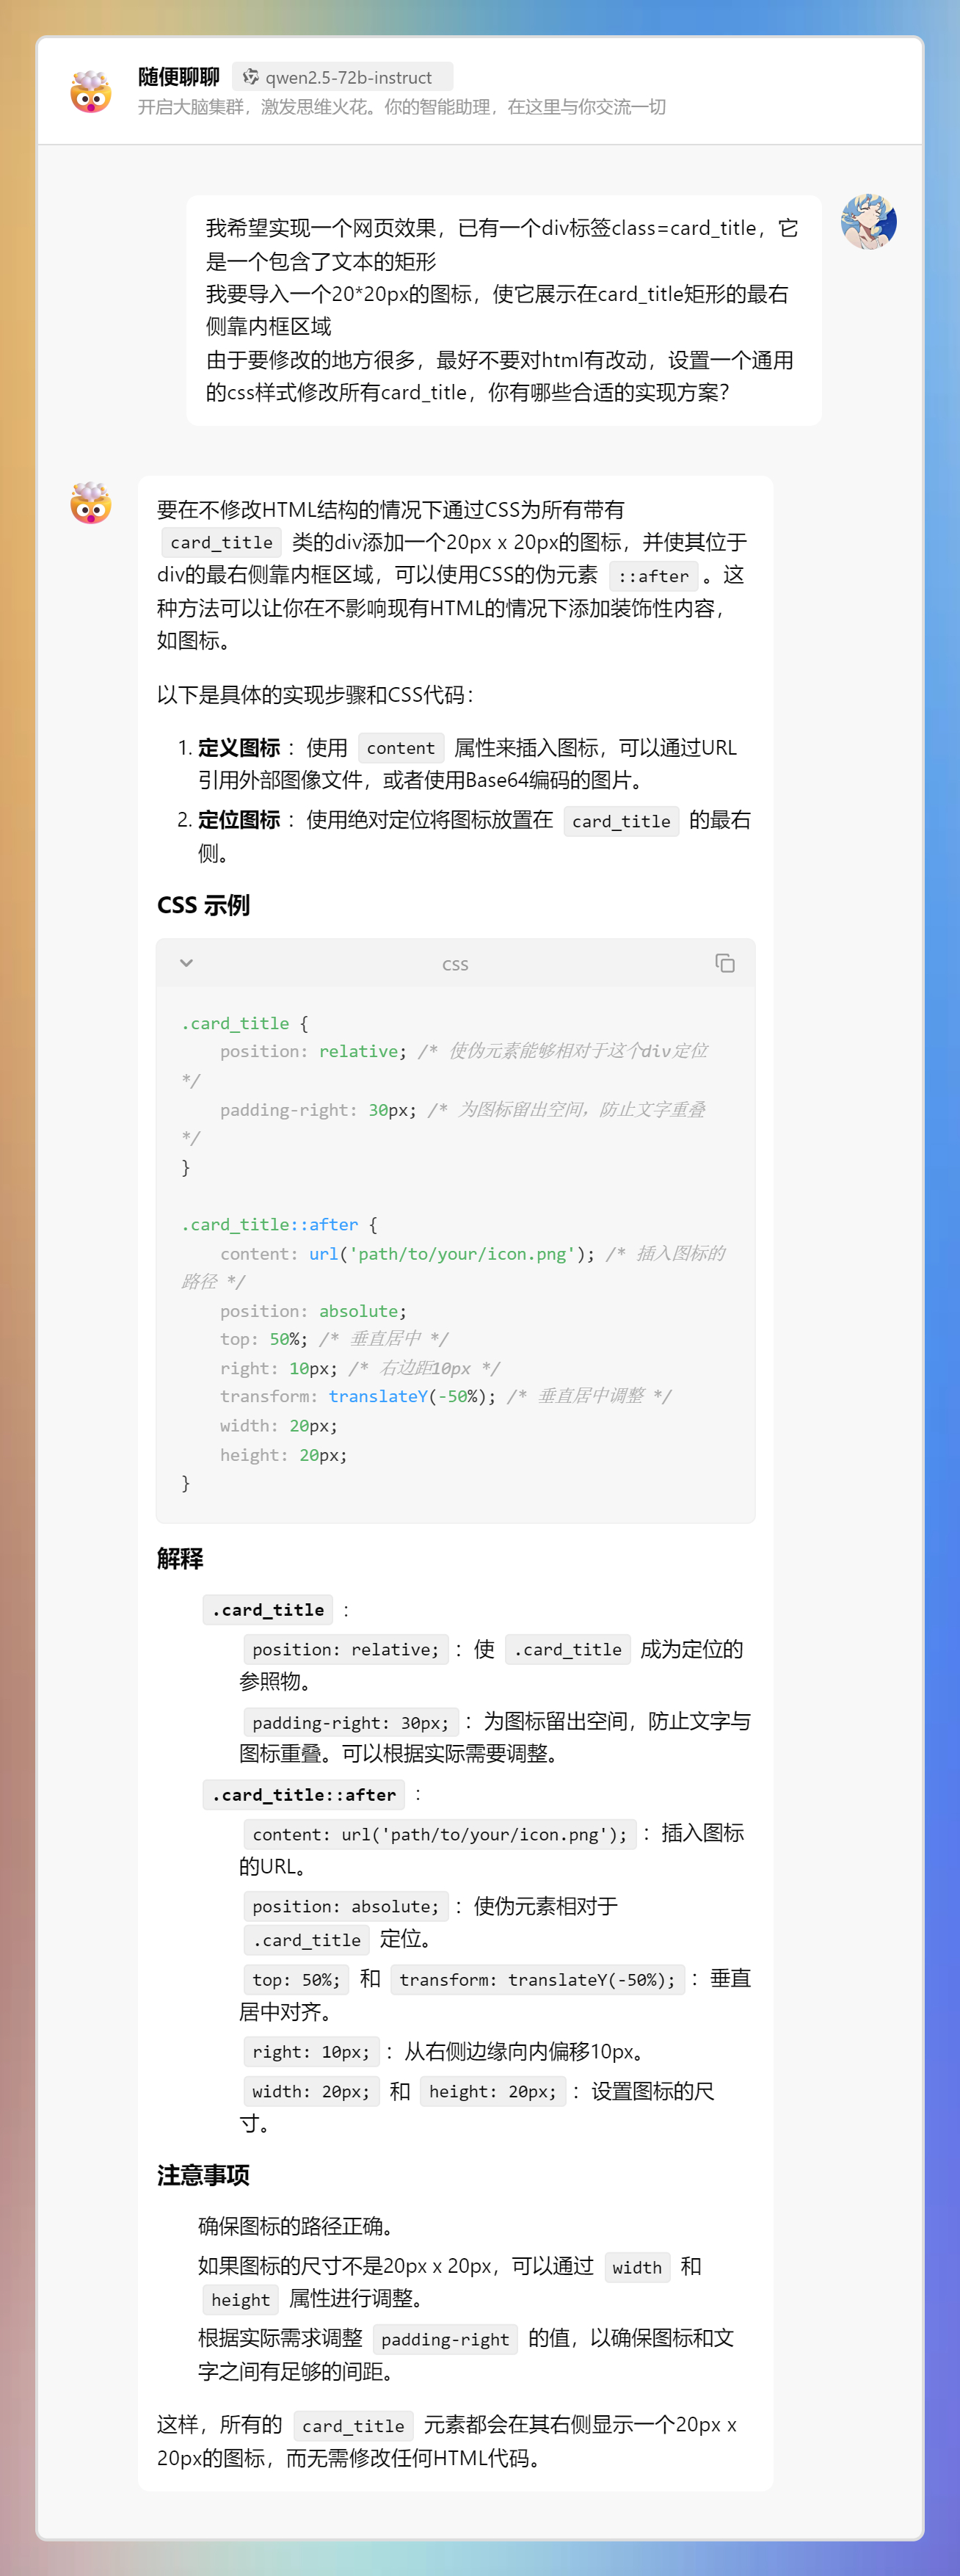 随便聊聊 qwen2.5-72b-instruct
开启大脑集群，激发思维火花。你的智能助理，在这里与你交流一切
我希望实现一个网页效果，已有一个div标签class=card_title，它
是一个包含了文本的矩形
我要导入一个20*20px的图标，使它展示在card_title矩形的最右
侧靠内框区域
由于要修改的地方很多，最好不要对html有改动，设置一个通用
的css样式修改所有card_title，你有哪些合适的实现方案？
要在不修改HTML结构的情况下通过CSS为所有带有
card_title 类的div添加一个20px x 20px的图标，并使其位于
div的最右侧靠内框区域，可以使用CSS的伪元素 ::after 。这
种方法可以让你在不影响现有HTML的情况下添加装饰性内容，
如图标。
以下是具体的实现步骤和CSS代码：
1. 定义图标 ：使用 content 属性来插入图标，可以通过URL
引用外部图像文件，或者使用Base64编码的图片。
2. 定位图标 ：使用绝对定位将图标放置在 card_title 的最右
侧。
CSS 示例
css
.card_title {
    position: relative; /* 使伪元素能够相对于这个div定位
*/
    padding-right: 30px; /* 为图标留出空间，防止文字重叠
*/
}
.card_title::after {
    content: url('path/to/your/icon.png'); /* 插入图标的
路径 */
    position: absolute;
    top: 50%; /* 垂直居中 */
    right: 10px; /* 右边距10px */
    transform: translateY(-50%); /* 垂直居中调整 */
    width: 20px;
    height: 20px;
}
解释
.card_title ：
position: relative; ：使 .card_title 成为定位的
参照物。
padding-right: 30px; ：为图标留出空间，防止文字与
图标重叠。可以根据实际需要调整。
.card_title::after ：
content: url('path/to/your/icon.png'); ：插入图标
的URL。
position: absolute; ：使伪元素相对于
.card_title 定位。
top: 50%; 和 transform: translateY(-50%); ：垂直
居中对齐。
right: 10px; ：从右侧边缘向内偏移10px。
width: 20px; 和 height: 20px; ：设置图标的尺
寸。
注意事项
确保图标的路径正确。
如果图标的尺寸不是20px x 20px，可以通过 width 和
height 属性进行调整。
根据实际需求调整 padding-right 的值，以确保图标和文
字之间有足够的间距。
这样，所有的 card_title 元素都会在其右侧显示一个20px x
20px的图标，而无需修改任何HTML代码。